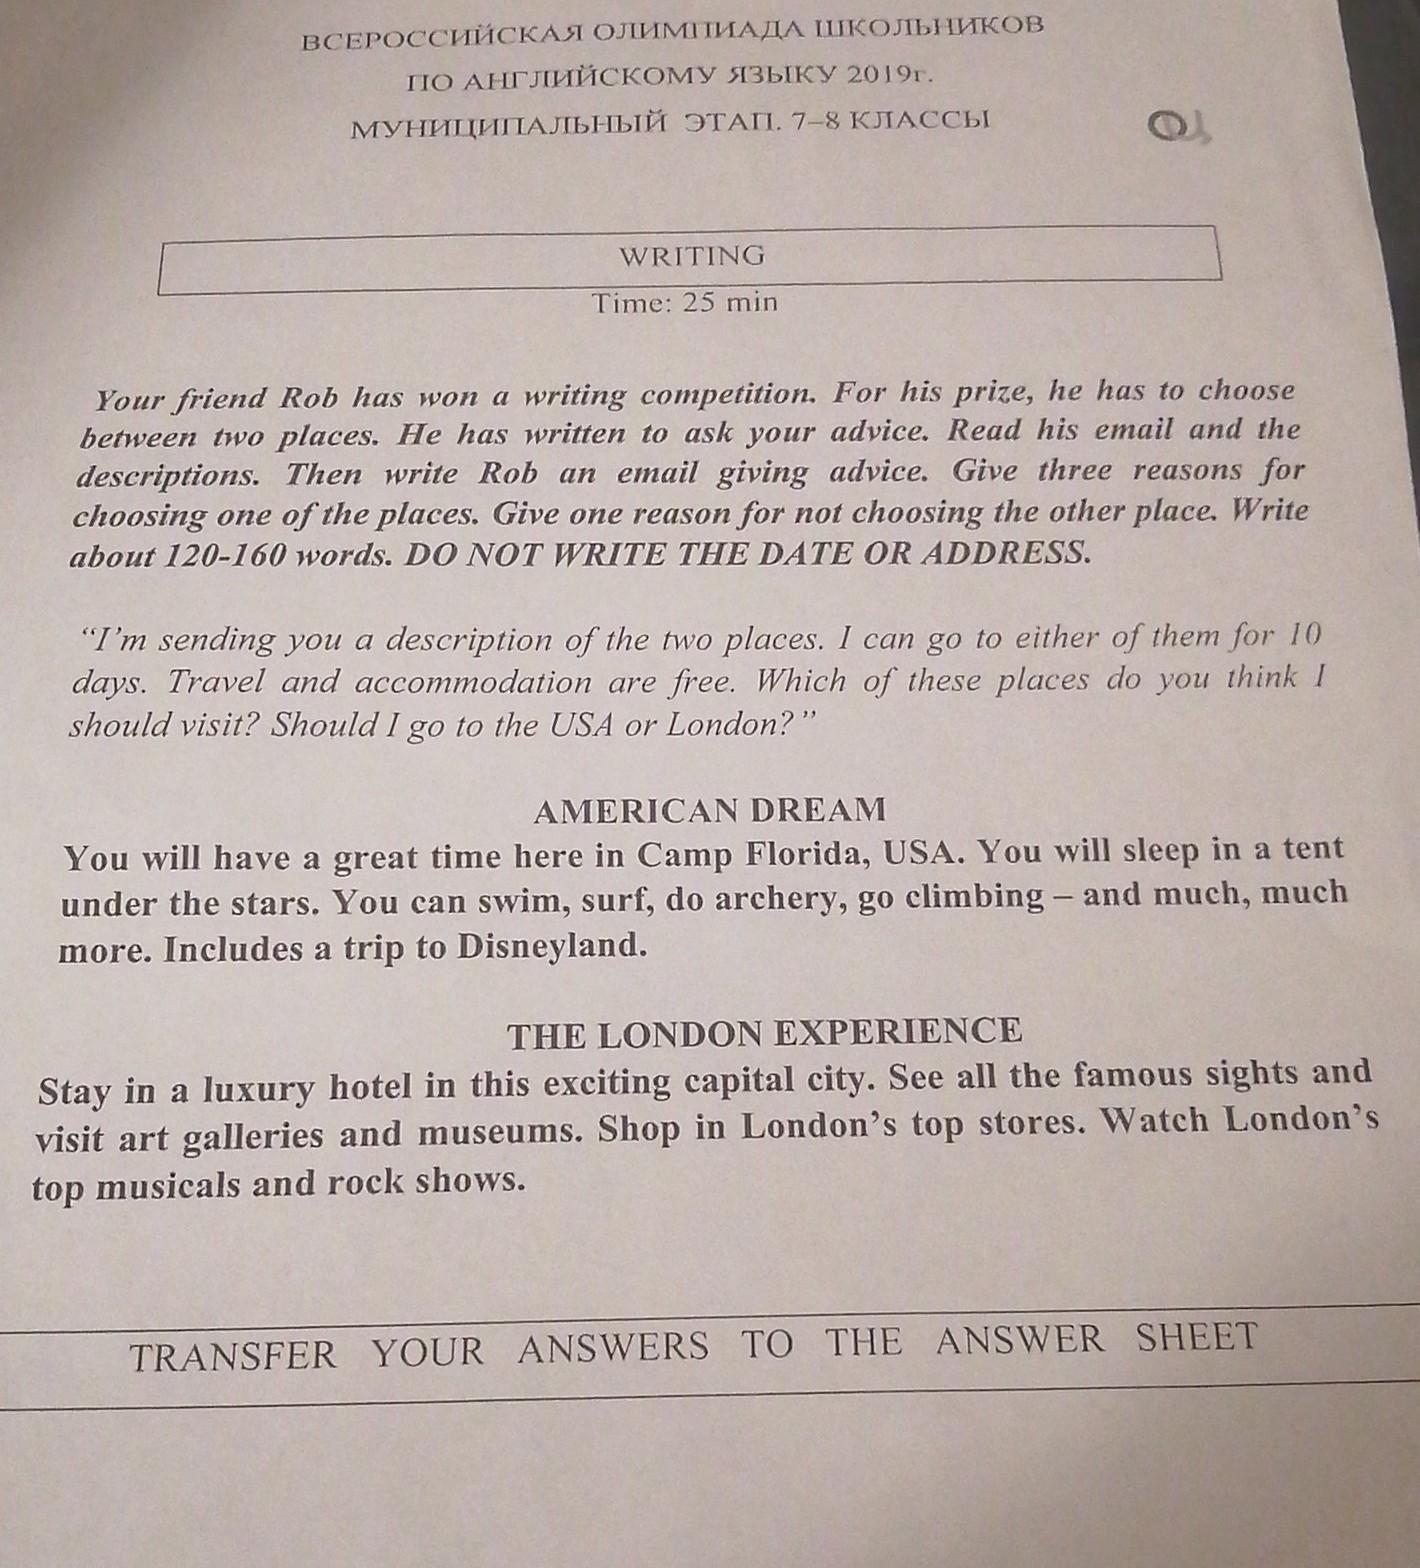 ВСЕРОССИЙСКАЯ ОЛИМПИАДА ШКОЛЬНИКОВ
ПО АНГЛИЙСКОМУ ЯЗЫКУ 2019г.
МУНИЦИПАЛЬНЫЙ ЭТАП. 7–8 КЛАССЫ
WRITING
Time: 25 min
Your friend Rob has won a writing competition. For his prize, he has to choose
between two places. He has written to ask your advice. Read his email and the
descriptions. Then write Rob an email giving advice. Give three reasons for
choosing one of the places. Give one reason for not choosing the other place. Write
about 120-160 words. DO NOT WRITE THE DATE OR ADDRESS.
“I’m sending you a description of the two places. I can go to either of them for 10
days. Travel and accommodation are free. Which of these places do you think I
should visit? Should I go to the USA or London?”
AMERICAN DREAM
You will have a great time here in Camp Florida, USA. You will sleep in a tent
under the stars. You can swim, surf, do archery, go climbing – and much, much
more. Includes a trip to Disneyland.
THE LONDON EXPERIENCE
Stay in a luxury hotel in this exciting capital city. See all the famous sights and
visit art galleries and museums. Shop in London’s top stores. Watch London’s
top musicals and rock shows.
TRANSFER YOUR ANSWERS TO THE ANSWER SHEET